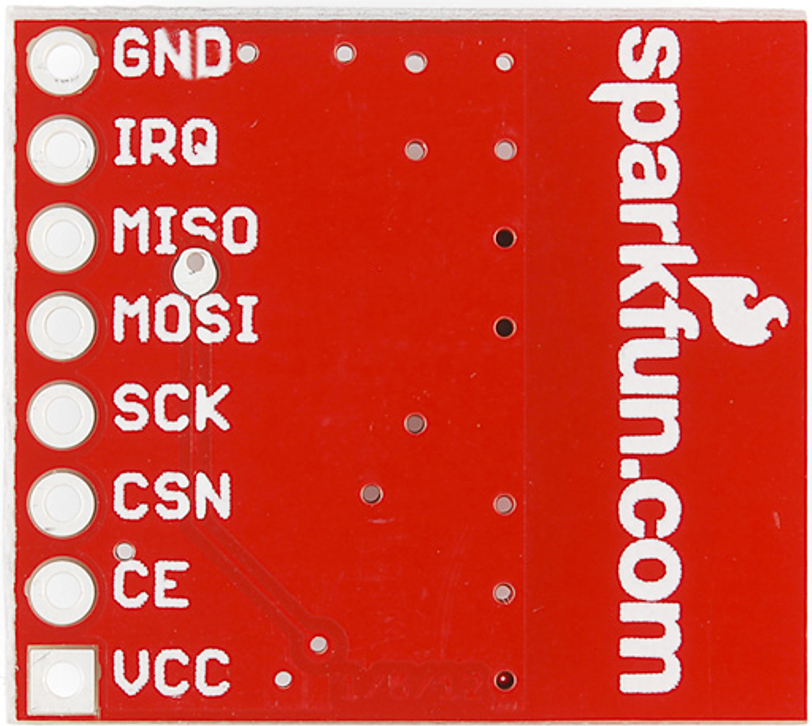 GND
IRQ
MISO
MOSI
SCK
CSN
CE
VCC
sparkfun.com